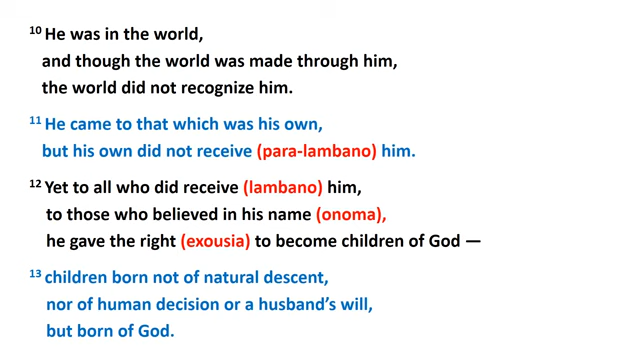 10 He was in the world,
and though the world was made through him,
the world did not recognize him.
11 He came to that which was his own,
but his own did not receive (para-lambano) him.
12 Yet to all who did receive (lambano) him,
to those who believed in his name (onoma),
he gave the right (exousia) to become children of God —
13 children born not of natural descent,
nor of human decision or a husband's will,
but born of God.